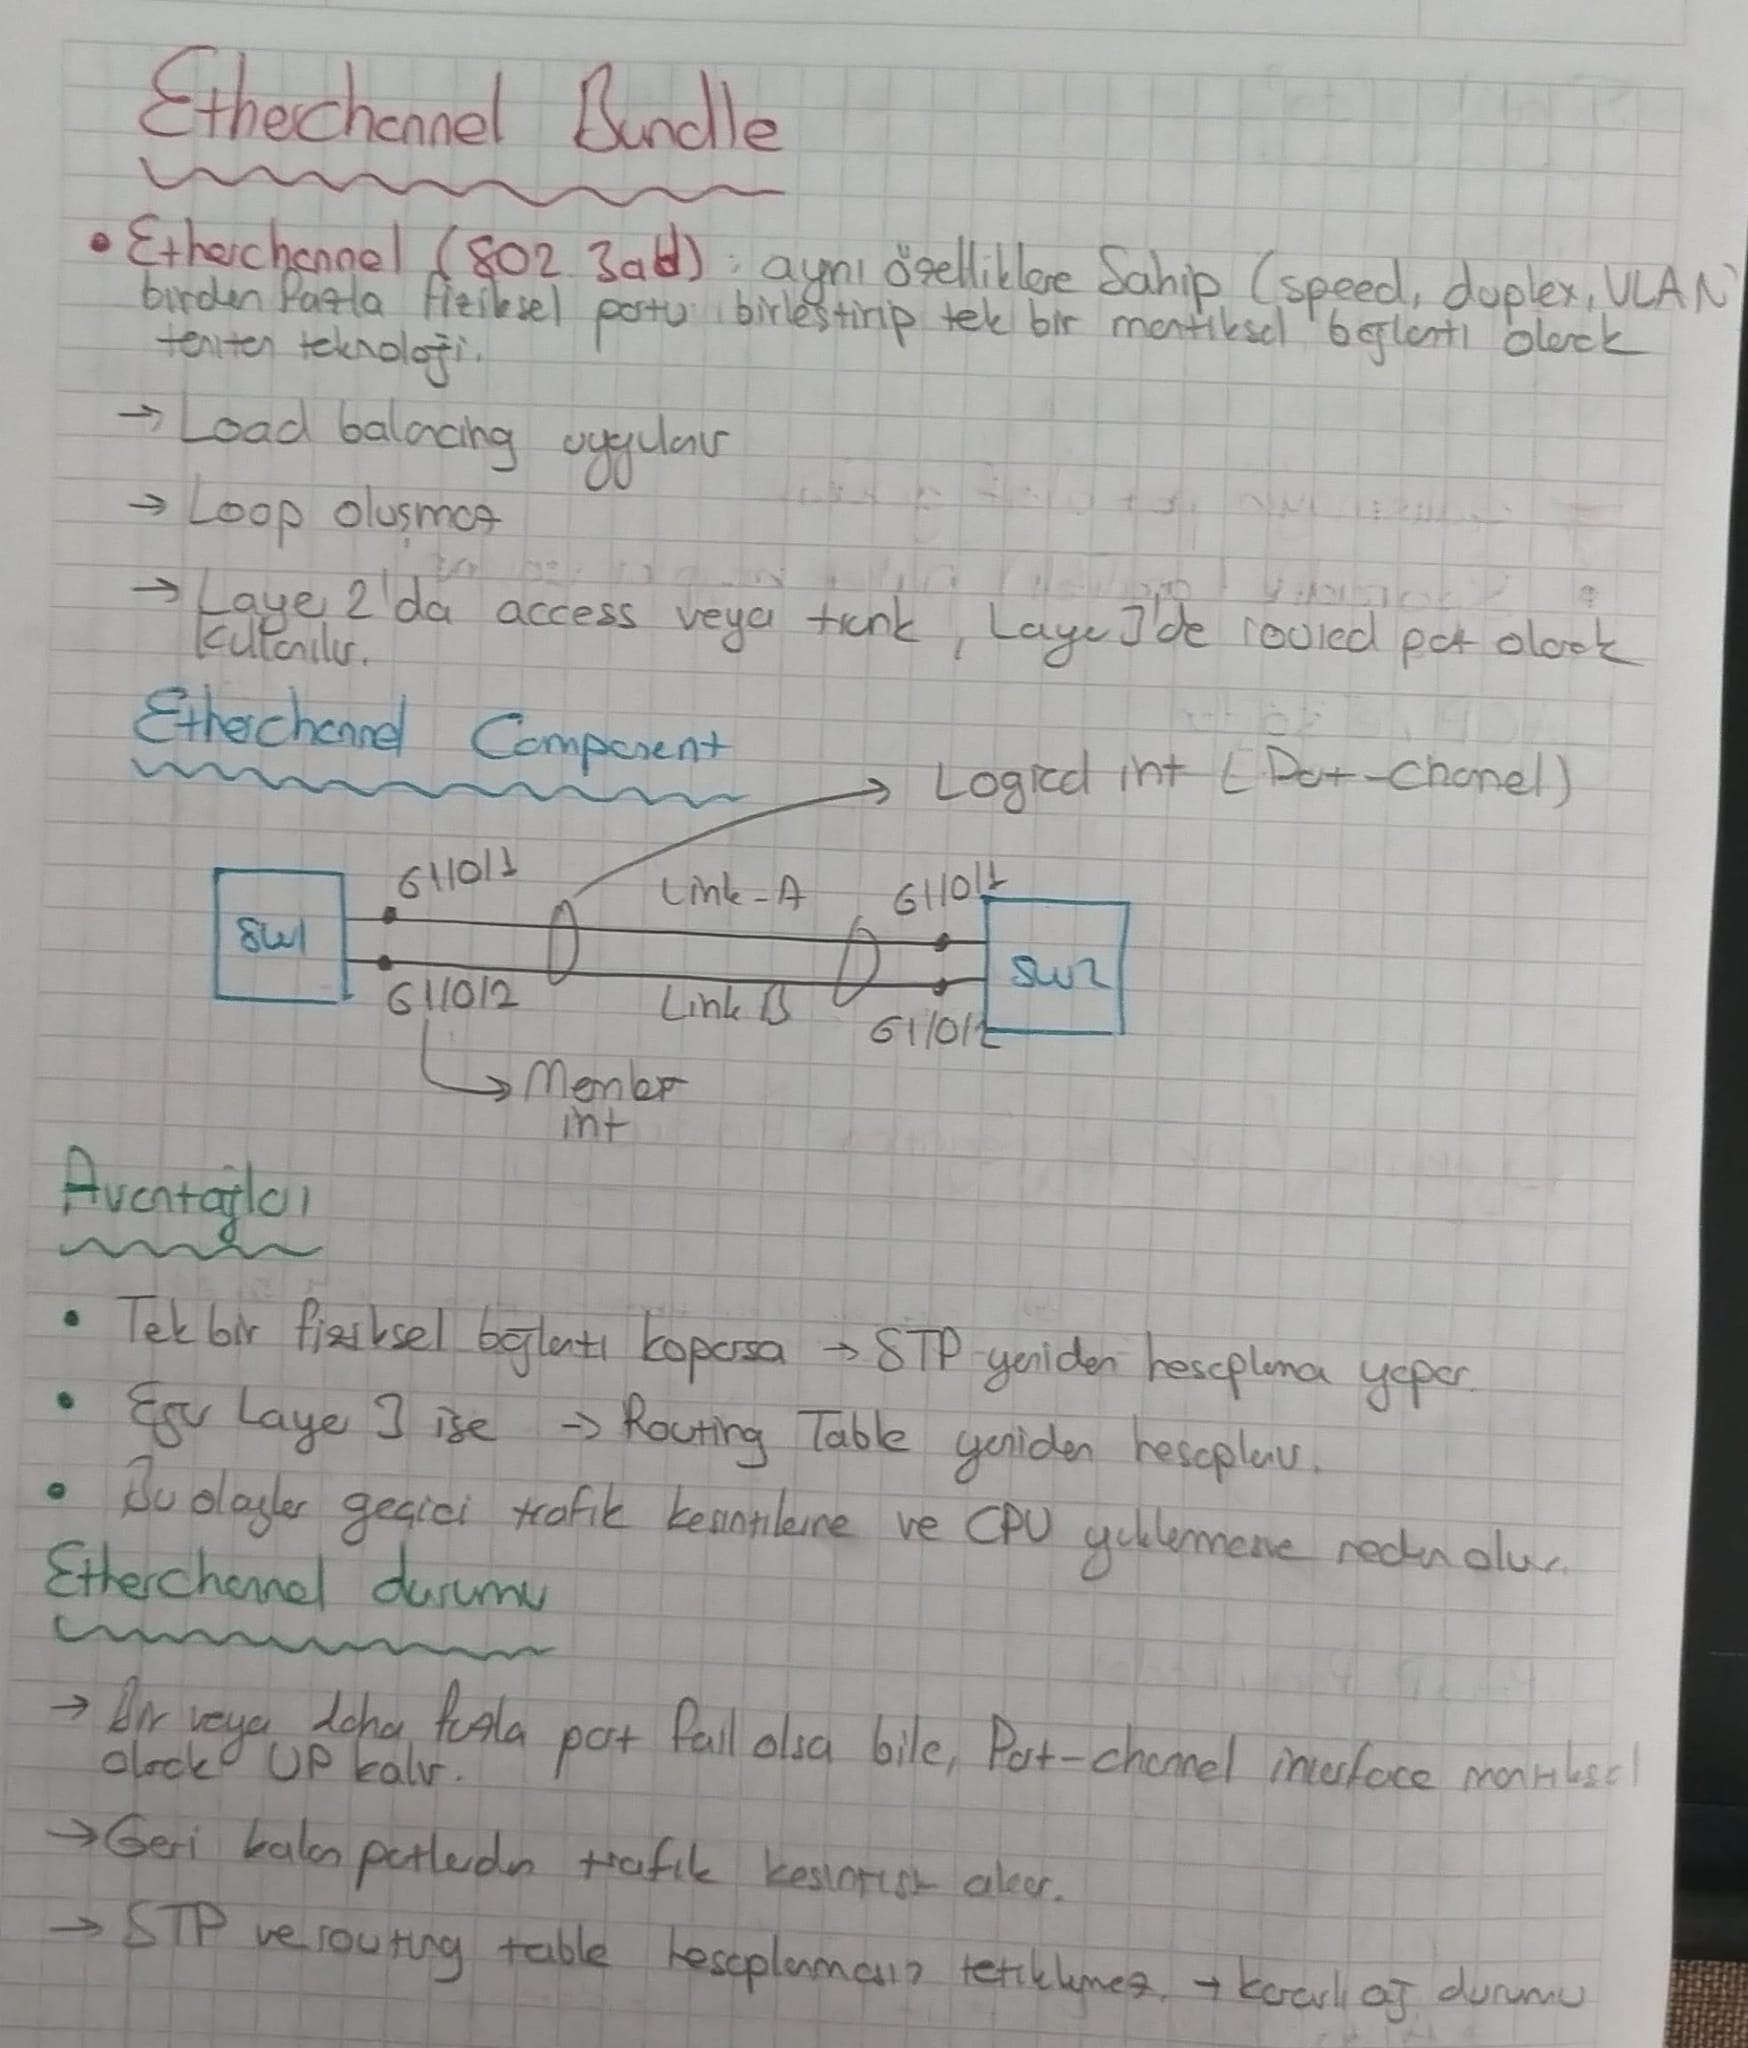 Etherchannel Bundle
• Etherchannel (802.3ad) : aynı özelliklere Sahip (speed, duplex, VLAN)
birden fazla fiziksel portu birleştirip tek bir mantıksal bağlantı olarak
tanıtan teknoloji.
→ Load balancing uygular
→ Loop oluşmaz
→ Layer 2'da access veya trunk, Layer 3'de routed port olarak
kullanılır.
Etherchannel Component
Logical int (Port-Channel)
G1/0/1 Link-A G1/0/1
SW1 SW2
G1/0/2 Link B G1/0/2
→ Member
int
Avantajları
• Tek bir fiziksel bağlantı koparsa → STP yeniden hesaplama yapar.
• Eğer Layer 3 ise → Routing Table yeniden hesaplanır.
• Bu olaylar geçici trafik kesintilerine ve CPU yüklenmesine neden olur.
Etherchannel durumu
→ Bir veya daha fazla port fail olsa bile, Port-channel interface mantıksal
olarak UP kalır.
→ Geri kalan portlardan trafik kesintisiz akar.
→ STP ve routing table hesaplanması tetiklenmez. → kararlı ağ durumu